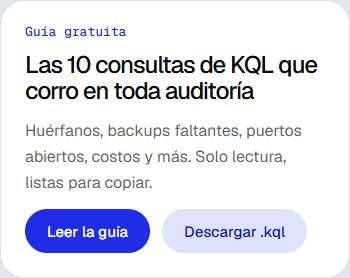 Guía gratuita
Las 10 consultas de KQL que
corro en toda auditoría
Huérfanos, backups faltantes, puertos
abiertos, costos y más. Solo lectura,
listas para copiar.
Leer la guía
Descargar .kql